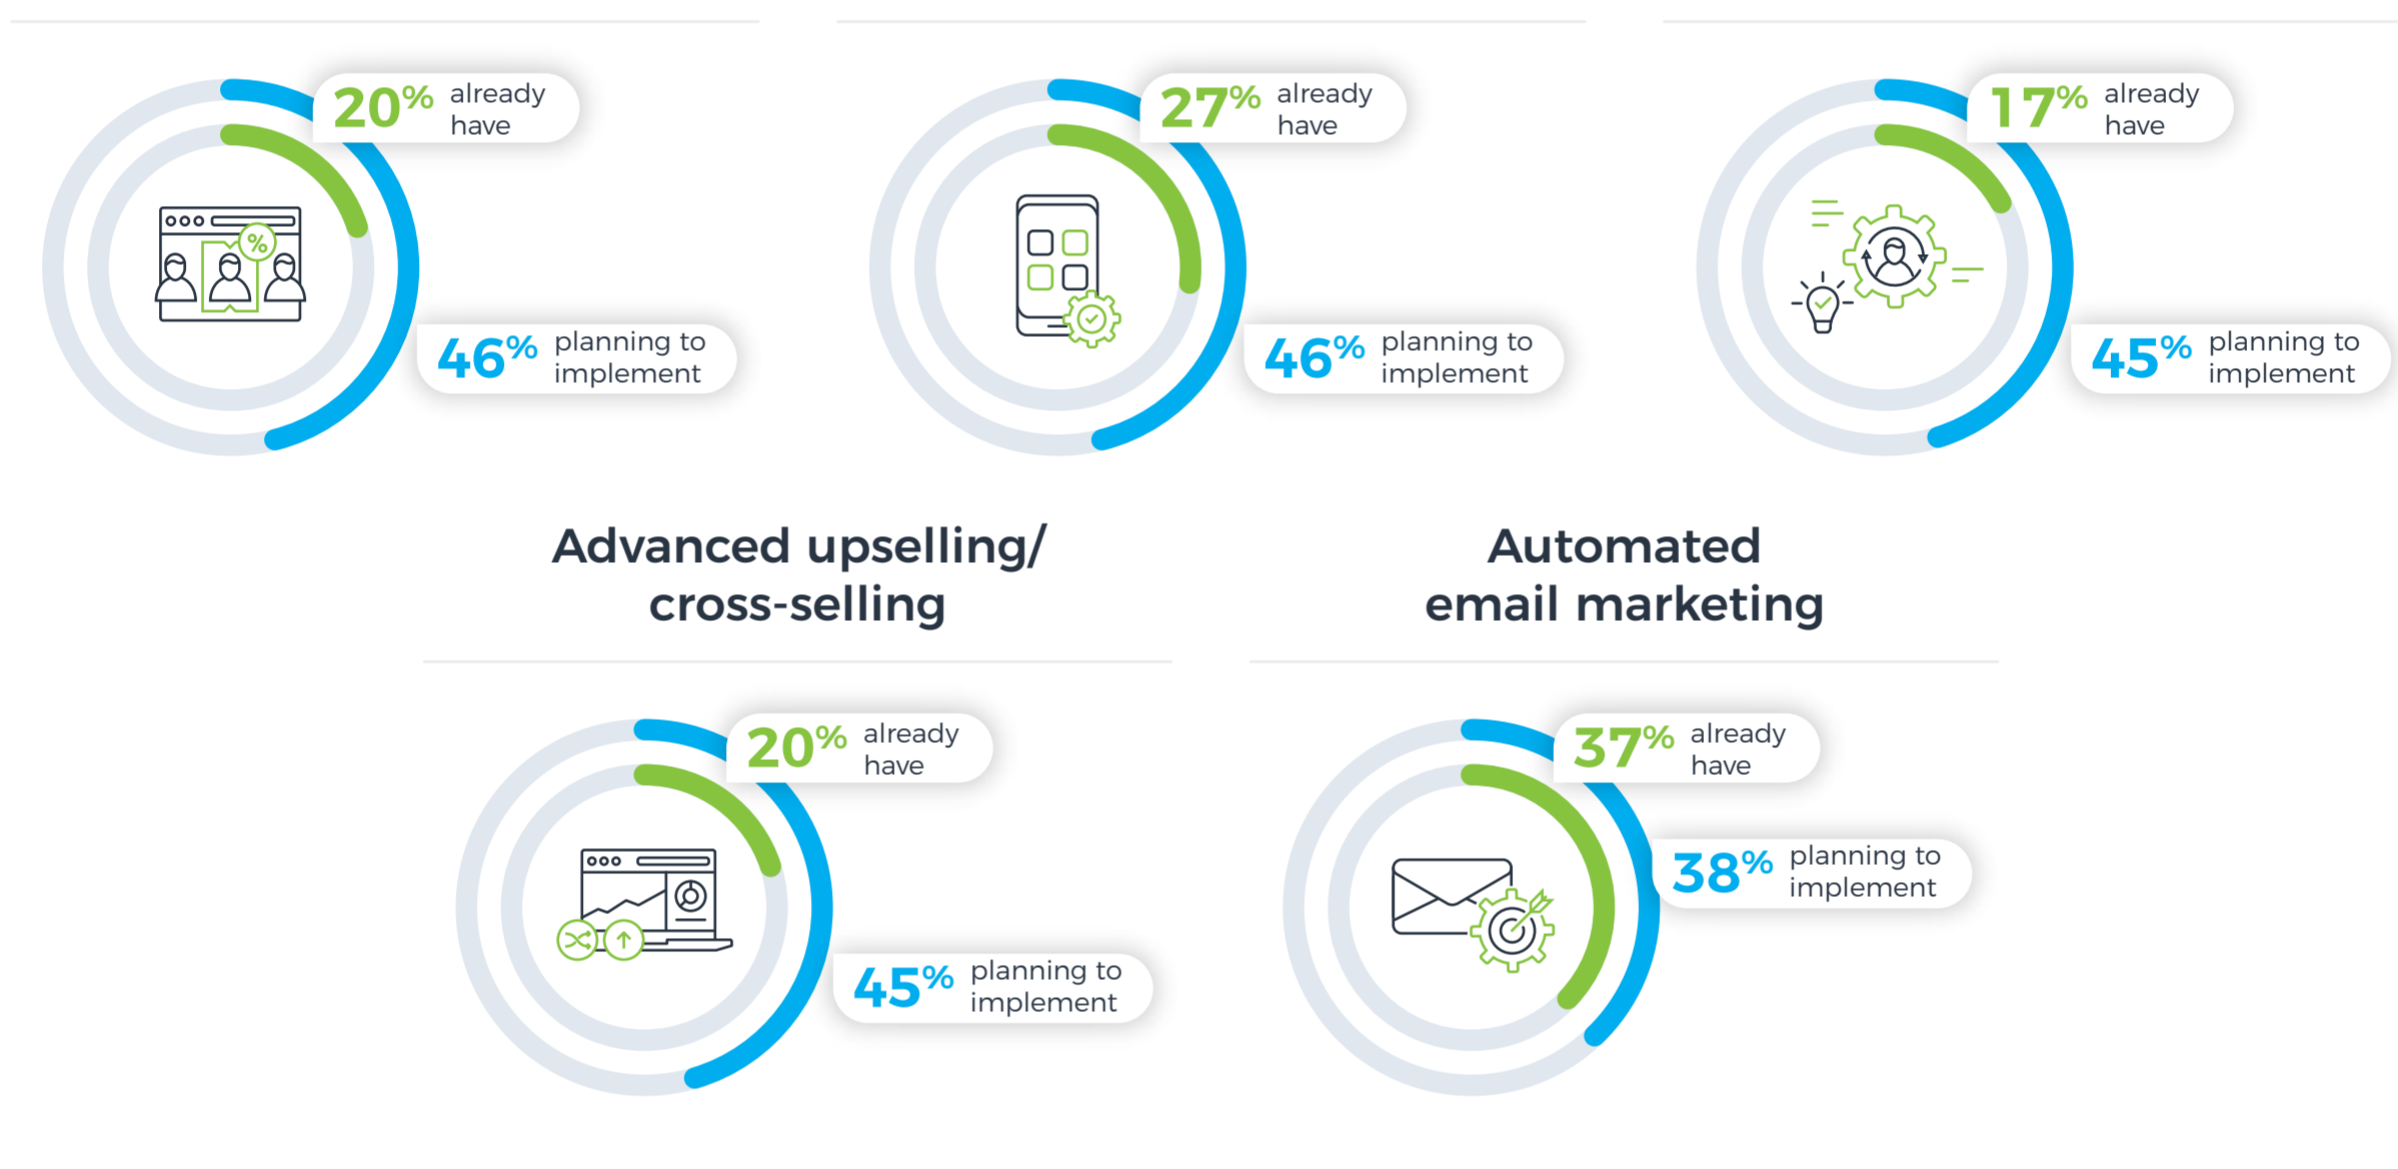 20% already
have
27% already
have
17% already
have
%
46% planning to
implement
46% planning to
implement
45% planning to
implement
Advanced upselling/
cross-selling
Automated
email marketing
20% already
have
37% already
have
45% planning to
implement
38% planning to
implement